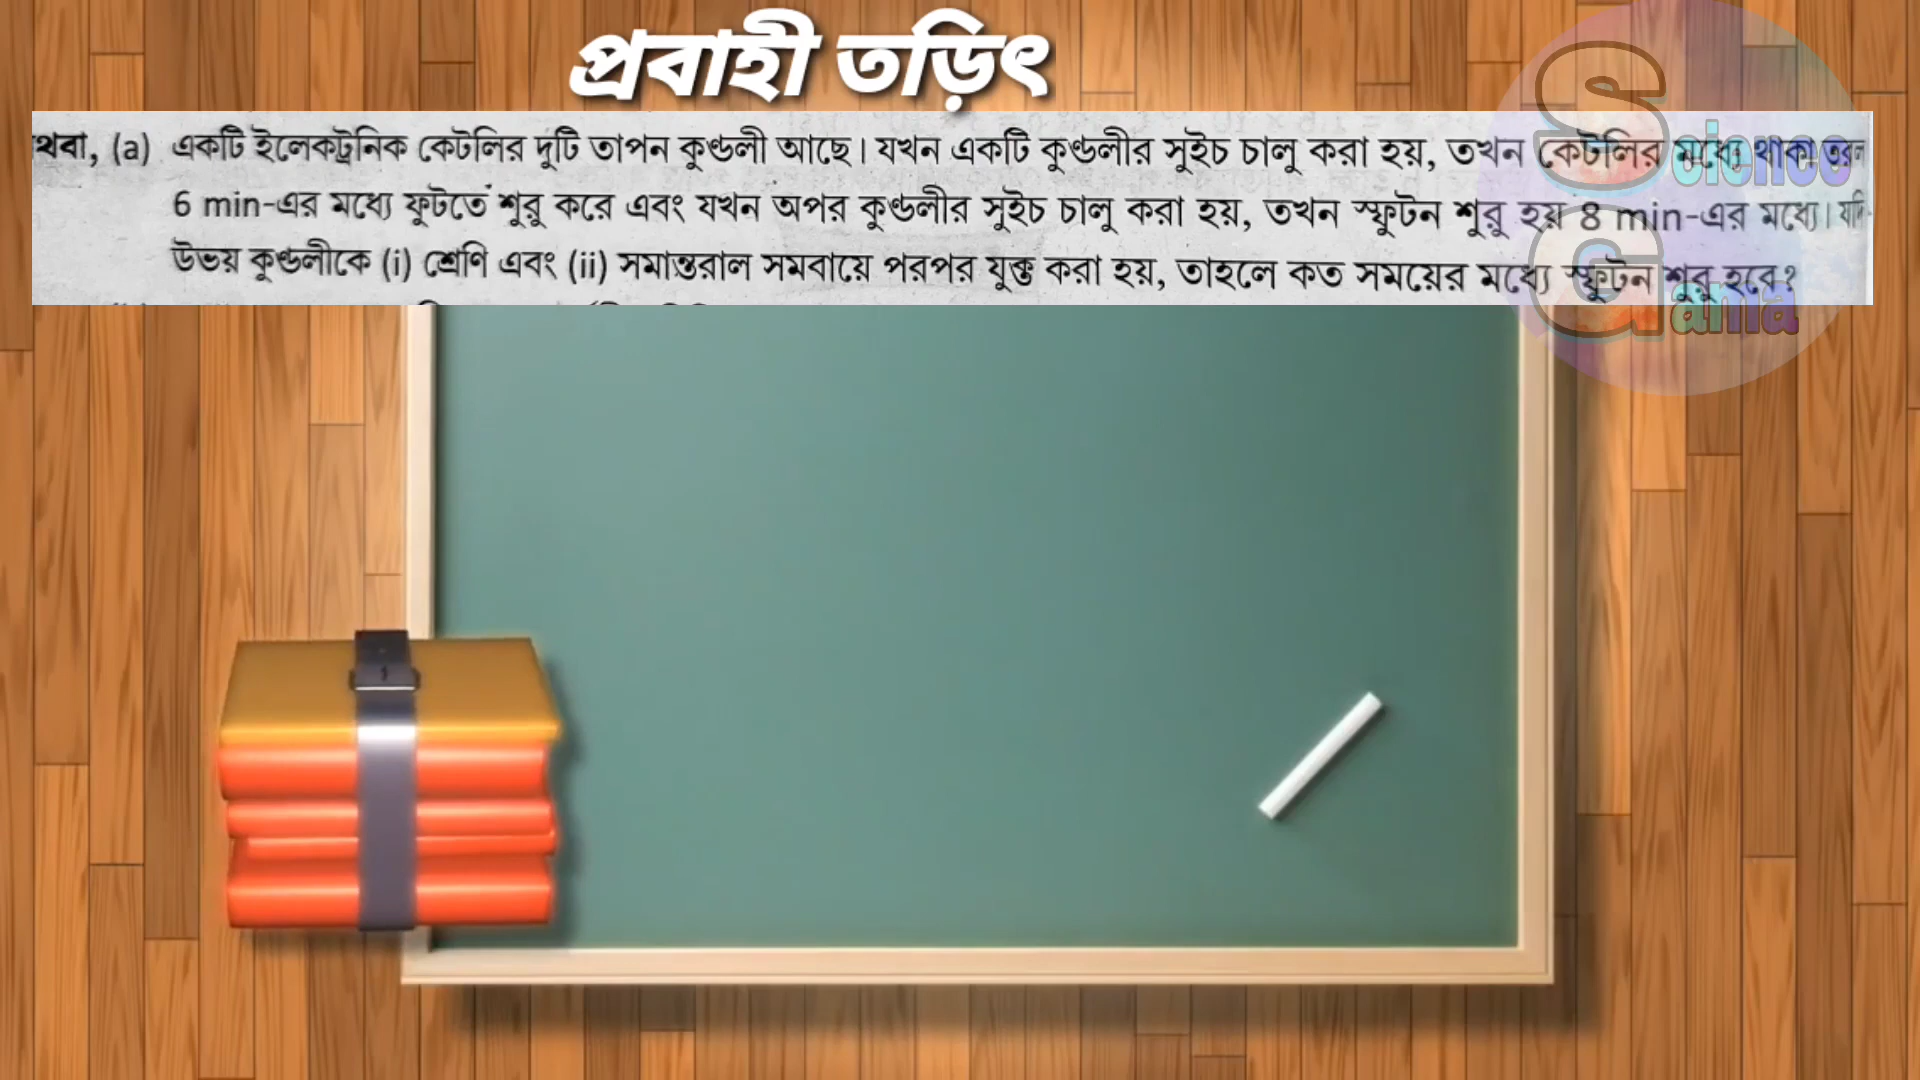 প্রবাহী তড়িৎ
থবা, (a) একটি ইলেকট্রনিক কেটলির দুটি তাপন কুণ্ডলী আছে। যখন একটি কুণ্ডলীর সুইচ চালু করা হয়, তখন কেটলির মধ্যে থাকা তরল
6 min-এর মধ্যে ফুটতে শুরু করে এবং যখন অপর কুণ্ডলীর সুইচ চালু করা হয়, তখন স্ফুটন শুরু হয় 8 min-এর মধ্যে। যদি
উভয় কুণ্ডলীকে (i) শ্রেণি এবং (ii) সমান্তরাল সমবায়ে পরপর যুক্ত করা হয়, তাহলে কত সময়ের মধ্যে স্ফুটন শুরু হবে?
Science
Gama